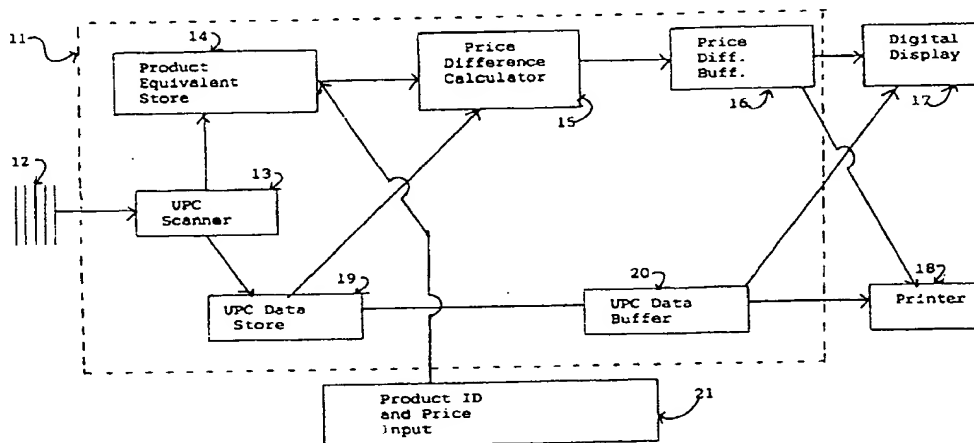 11
14
Product
Equivalent
Store
Price
Difference
Calculator
15
Price
Diff.
Buff.
16
Digital
Display
17
12
13
UPC
Scanner
19
UPC Data
Store
20
UPC Data
Buffer
18
Printer
Product ID
and Price
Input
21